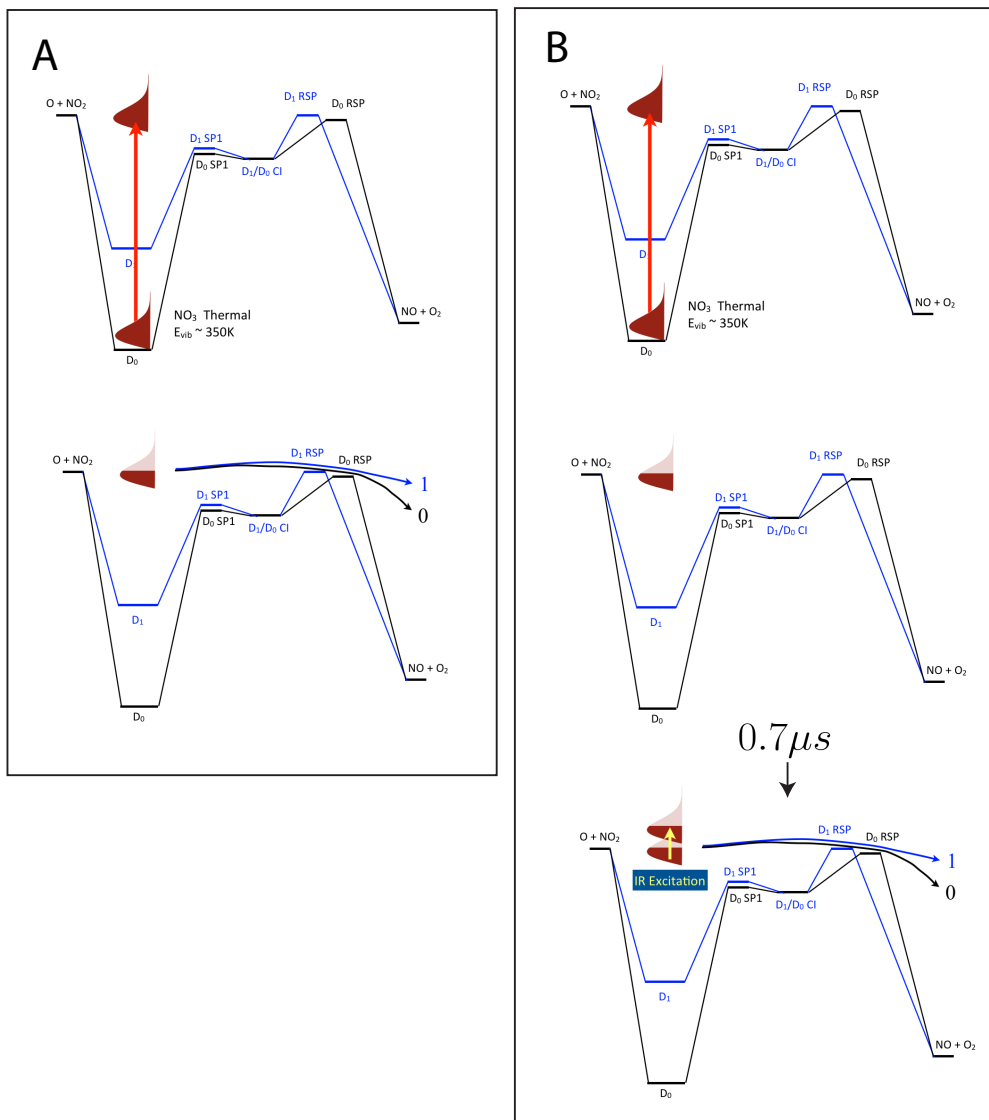 A
O + NO₂
D₁ RSP
D₀ RSP
D₁ SP1
D₀ SP1
D₁/D₀ CI
D
NO₃ Thermal
E_vib ~ 350K
NO + O₂
D₀
O + NO₂
D₁ RSP
D₀ RSP
1
D₁ SP1
D₀ SP1
D₁/D₀ CI
0
D₁
NO + O₂
D₀
B
O + NO₂
D₁ RSP
D₀ RSP
D₁ SP1
D₀ SP1
D₁/D₀ CI
D
NO₃ Thermal
E_vib ~ 350K
NO + O₂
D₀
O + NO₂
D₁ RSP
D₀ RSP
D₁ SP1
D₀ SP1
D₁/D₀ CI
D₁
NO + O₂
D₀
0.7μs
O + NO₂
D₁ RSP
D₀ RSP
1
IR Excitation
D₁ SP1
D₀ SP1
D₁/D₀ CI
0
D₁
NO + O₂
D₀